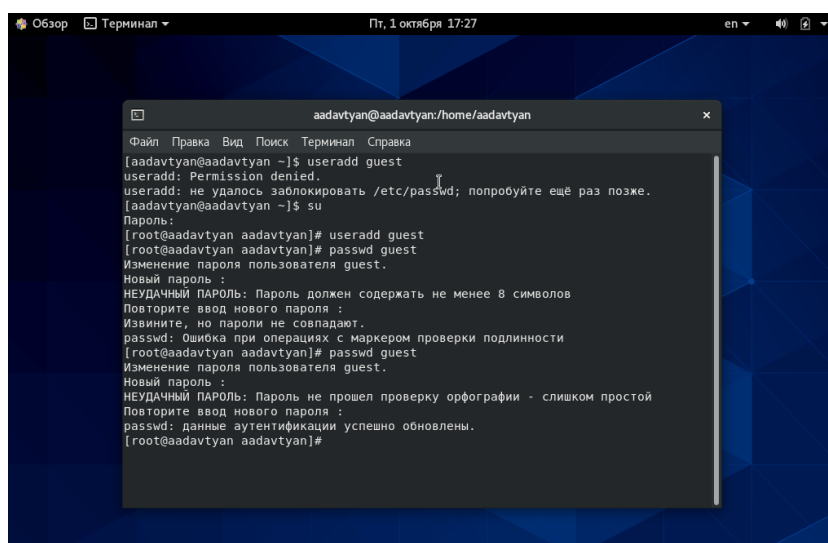 Обзор Терминал Пт, 1 октября 17:27 en
aadavtyan@aadavtyan:/home/aadavtyan ×
Файл Правка Вид Поиск Терминал Справка
[aadavtyan@aadavtyan ~]$ useradd guest
useradd: Permission denied.
useradd: не удалось заблокировать /etc/passwd; попробуйте ещё раз позже.
[aadavtyan@aadavtyan ~]$ su
Пароль:
[root@aadavtyan aadavtyan]# useradd guest
[root@aadavtyan aadavtyan]# passwd guest
Изменение пароля пользователя guest.
Новый пароль :
НЕУДАЧНЫЙ ПАРОЛЬ: Пароль должен содержать не менее 8 символов
Повторите ввод нового пароля :
Извините, но пароли не совпадают.
passwd: Ошибка при операциях с маркером проверки подлинности
[root@aadavtyan aadavtyan]# passwd guest
Изменение пароля пользователя guest.
Новый пароль :
НЕУДАЧНЫЙ ПАРОЛЬ: Пароль не прошел проверку орфографии - слишком простой
Повторите ввод нового пароля :
passwd: данные аутентификации успешно обновлены.
[root@aadavtyan aadavtyan]#